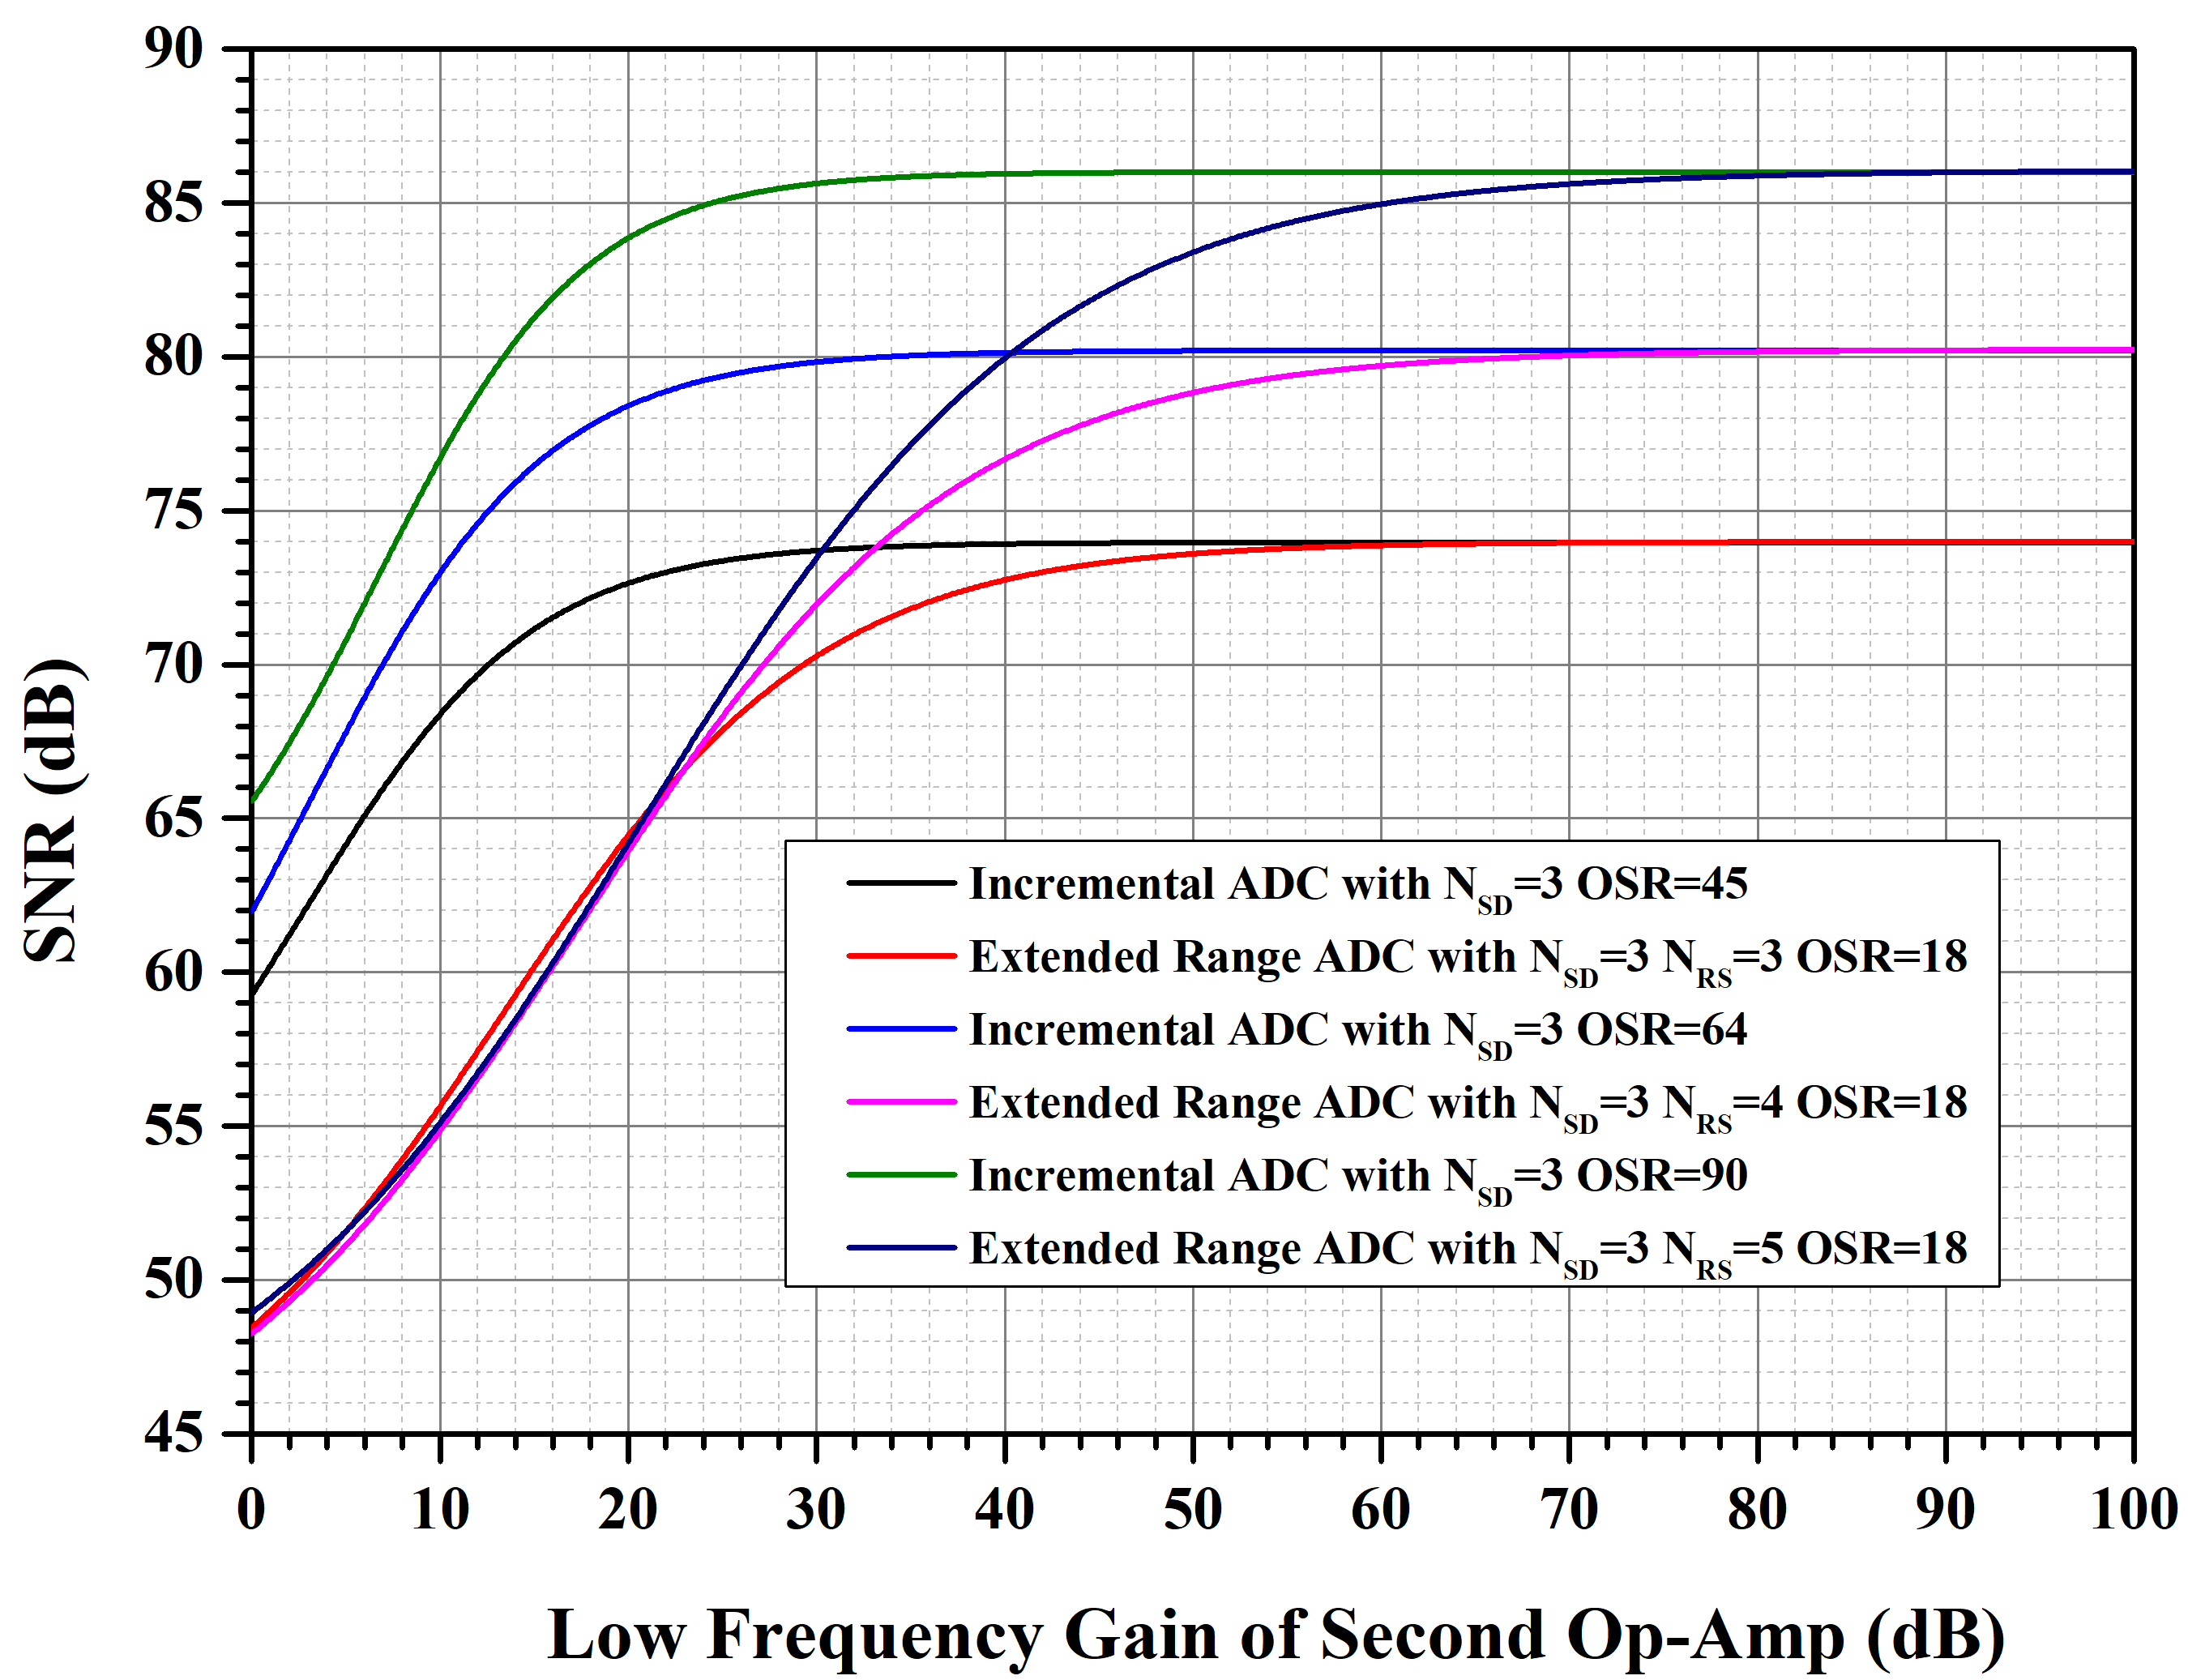 90
85
80
75
70
65
60
55
50
45
SNR (dB)
Incremental ADC with NSD=3 OSR=45
Extended Range ADC with NSD=3 NRS=3 OSR=18
Incremental ADC with NSD=3 OSR=64
Extended Range ADC with NSD=3 NRS=4 OSR=18
Incremental ADC with NSD=3 OSR=90
Extended Range ADC with NSD=3 NRS=5 OSR=18
0 10 20 30 40 50 60 70 80 90 100
Low Frequency Gain of Second Op-Amp (dB)